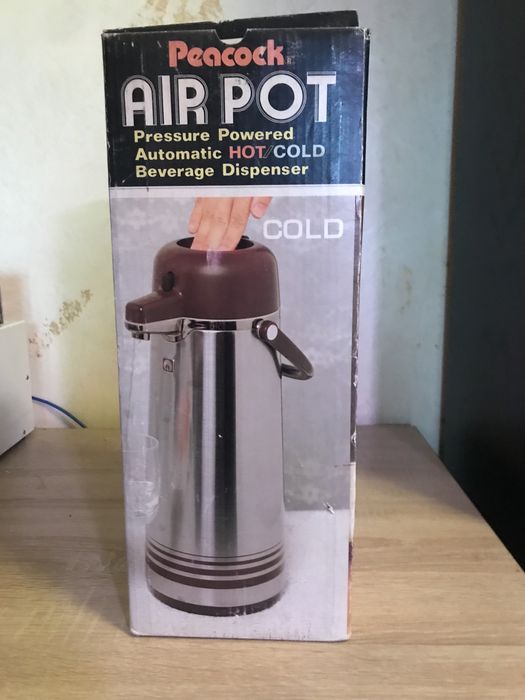 Peacock
AIR POT
Pressure Powered
Automatic HOT/COLD
Beverage Dispenser
COLD